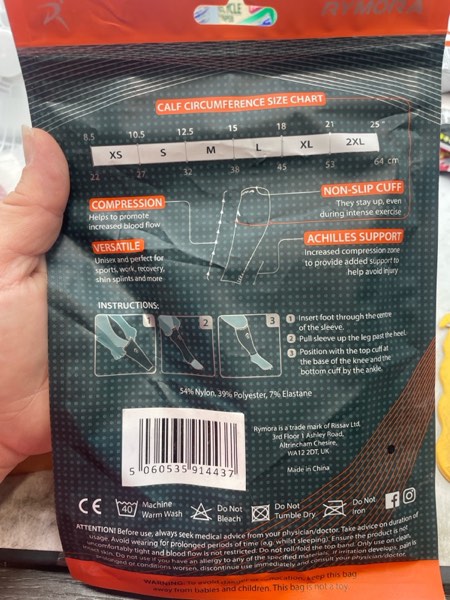 RYMORA
CALF CIRCUMFERENCE SIZE CHART
8.5 10.5 12.5 15 18 21 25"
XS S M L XL 2XL
22 27 32 38 45 53 64 cm
COMPRESSION
Helps to promote
increased blood flow
NON-SLIP CUFF
They stay up, even
during intense exercise
VERSATILE
Unisex and perfect for
sports, work, recovery,
shin splints and more
ACHILLES SUPPORT
Increased compression zone
to provide added support to
help avoid injury
INSTRUCTIONS:
1 2 3
1 Insert foot through the centre
of the sleeve.
2 Pull sleeve up the leg past the heel.
3 Position with the top cuff at
the base of the knee and the
bottom cuff by the ankle.
54% Nylon, 39% Polyester, 7% Elastane
5 060535 914437
Rymora is a trade mark of Rissav Ltd.
3rd Floor 1 Ashley Road,
Altrincham Chesire,
WA12 2DT, UK
Made in China
CE
40 Machine
Warm Wash
Do Not
Bleach
Do Not
Tumble Dry
Do Not
Iron
ATTENTION! Before use, always seek medical advice from your physician/doctor. Take advice on duration of
usage. Avoid wearing for prolonged periods of time (e.g. whilst sleeping). Ensure the product is not
uncomfortably tight and blood flow is not restricted. Do not roll/fold the top band. Only use on clean
skin. Do not use if you have an allergy to any of the specified materials. If irritation develops, pain is
prolonged or conditions worsen, discontinue use immediately and consult your physician/doctor.
WARNING: keep this bag
away from babies and children. This bag is not a toy.